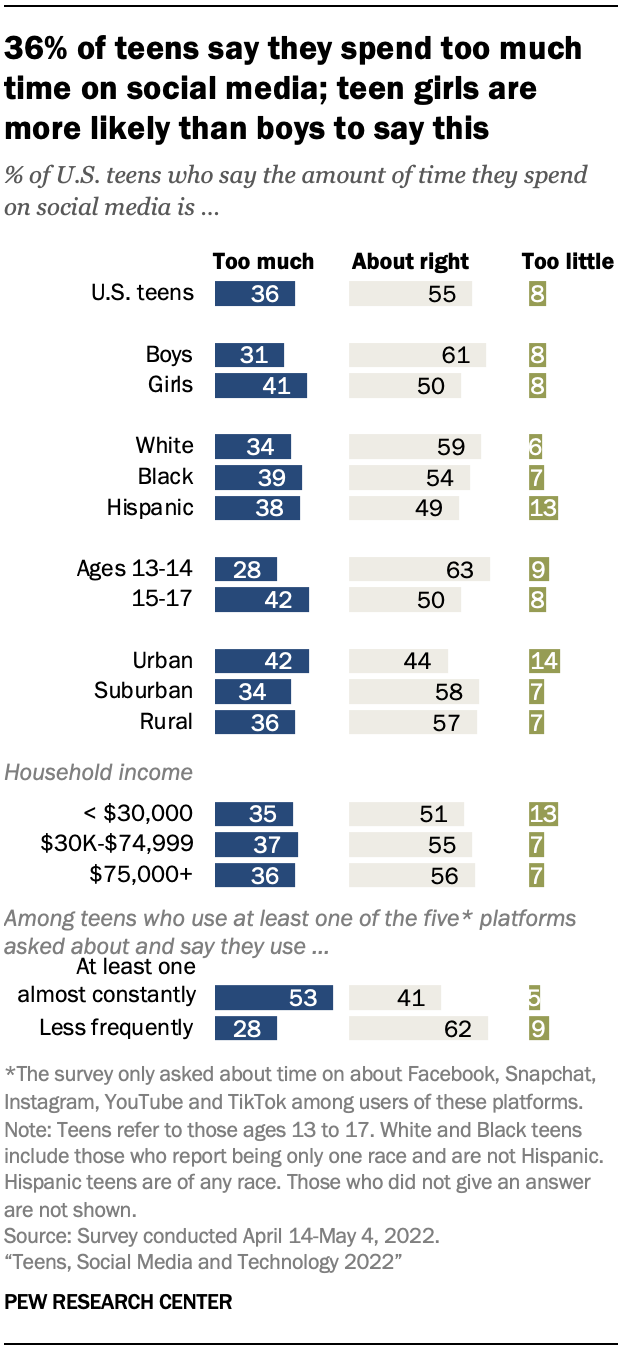 36% of teens say they spend too much
time on social media; teen girls are
more likely than boys to say this
% of U.S. teens who say the amount of time they spend
on social media is ...
Too much About right Too little
U.S. teens 36 55 8
Boys 31 61 8
Girls 41 50 8
White 34 59 6
Black 39 54 7
Hispanic 38 49 13
Ages 13-14 28 63 9
15-17 42 50 8
Urban 42 44 14
Suburban 34 58 7
Rural 36 57 7
Household income
< $30,000 35 51 13
$30K-$74,999 37 55 7
$75,000+ 36 56 7
Among teens who use at least one of the five* platforms
asked about and say they use ...
At least one
almost constantly 53 41 5
Less frequently 28 62 9
*The survey only asked about time on about Facebook, Snapchat,
Instagram, YouTube and TikTok among users of these platforms.
Note: Teens refer to those ages 13 to 17. White and Black teens
include those who report being only one race and are not Hispanic.
Hispanic teens are of any race. Those who did not give an answer
are not shown.
Source: Survey conducted April 14-May 4, 2022.
“Teens, Social Media and Technology 2022”
PEW RESEARCH CENTER